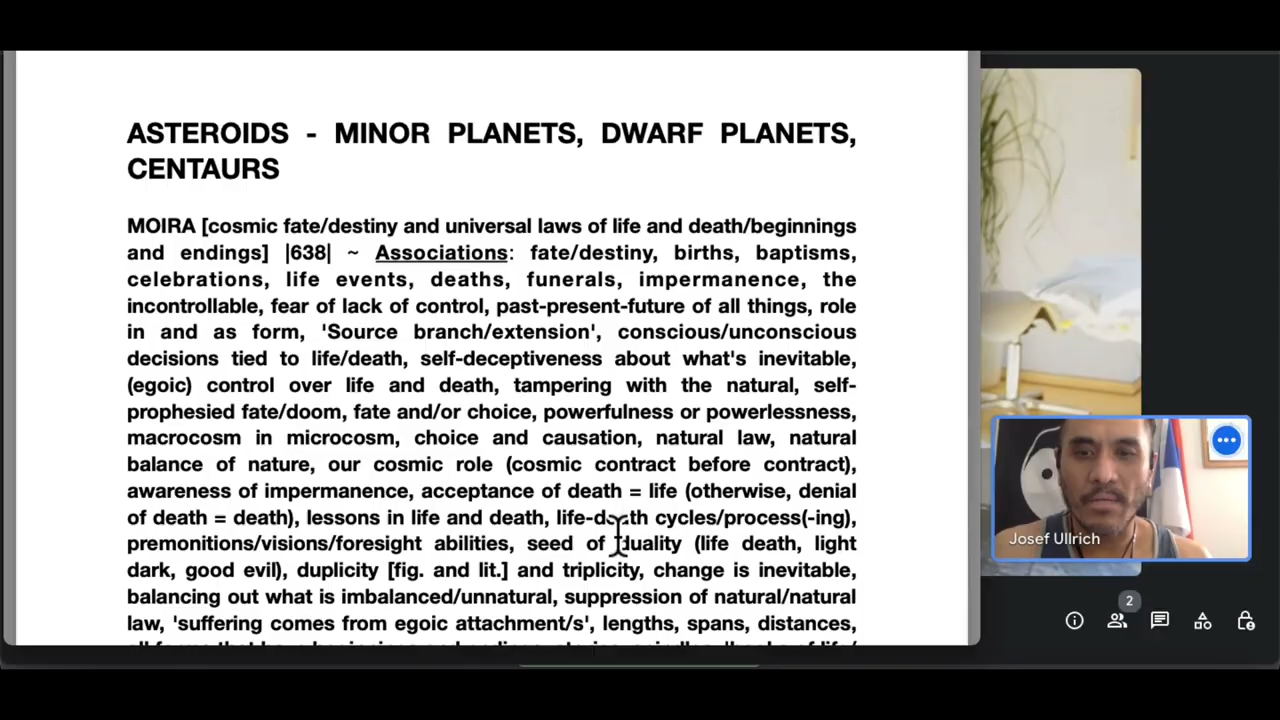 ASTEROIDS - MINOR PLANETS, DWARF PLANETS,
CENTAURS
MOIRA [cosmic fate/destiny and universal laws of life and death/beginnings
and endings] |638| ~ Associations: fate/destiny, births, baptisms,
celebrations, life events, deaths, funerals, impermanence, the
incontrollable, fear of lack of control, past-present-future of all things, role
in and as form, 'Source branch/extension', conscious/unconscious
decisions tied to life/death, self-deceptiveness about what's inevitable,
(egoic) control over life and death, tampering with the natural, self-
prophesied fate/doom, fate and/or choice, powerfulness or powerlessness,
macrocosm in microcosm, choice and causation, natural law, natural
balance of nature, our cosmic role (cosmic contract before contract),
awareness of impermanence, acceptance of death = life (otherwise, denial
of death = death), lessons in life and death, life-death cycles/process(-ing),
premonitions/visions/foresight abilities, seed of duality (life death, light
dark, good evil), duplicity [fig. and lit.] and triplicity, change is inevitable,
balancing out what is imbalanced/unnatural, suppression of natural/natural
law, 'suffering comes from egoic attachment/s', lengths, spans, distances,
Josef Ullrich
2